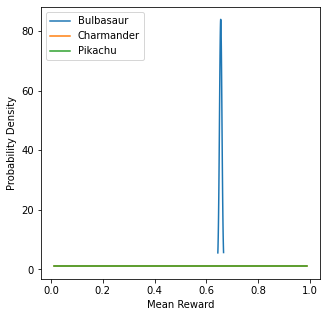 Bulbasaur
Charmander
Pikachu
80
60
40
20
0
Probability Density
0.0 0.2 0.4 0.6 0.8 1.0
Mean Reward